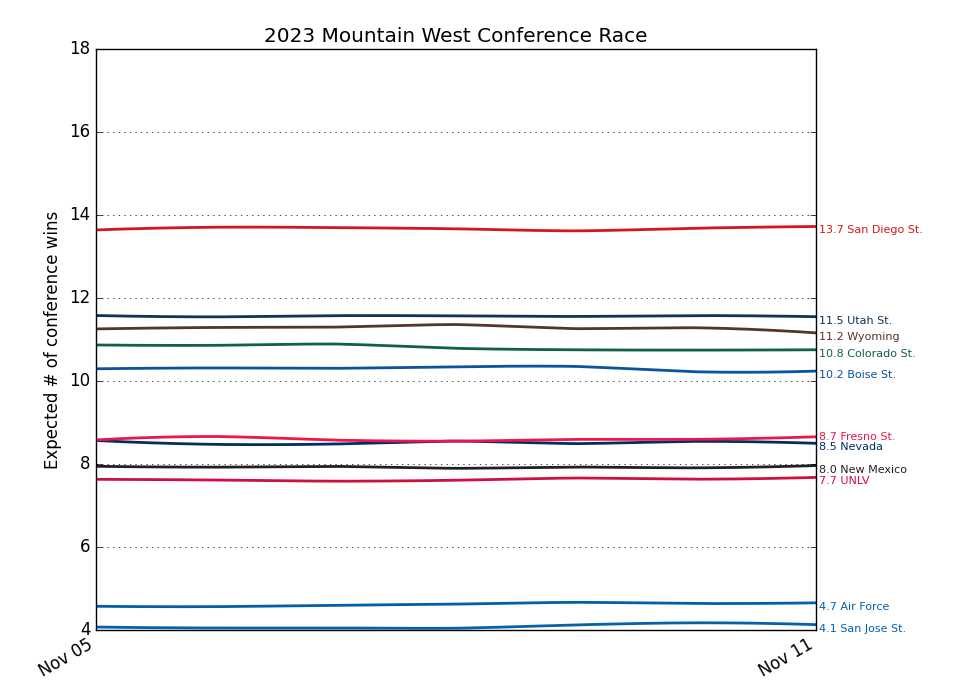 2023 Mountain West Conference Race
Expected # of conference wins
18
16
14
12
10
8
6
4
13.7 San Diego St.
11.5 Utah St.
11.2 Wyoming
10.8 Colorado St.
10.2 Boise St.
8.7 Fresno St.
8.5 Nevada
8.0 New Mexico
7.7 UNLV
4.7 Air Force
4.1 San Jose St.
Nov 05
Nov 11